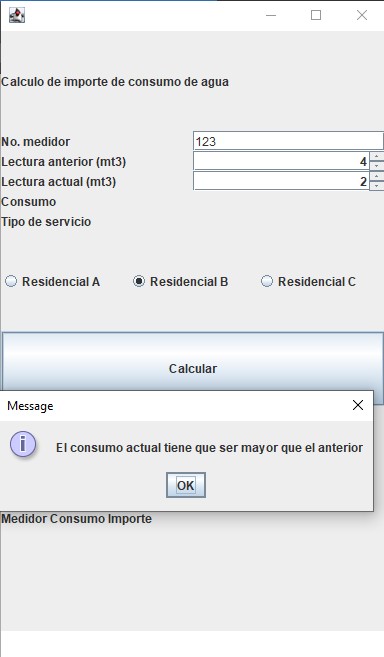 Calculo de importe de consumo de agua
No. medidor 123
Lectura anterior (mt3) 4
Lectura actual (mt3) 2
Consumo
Tipo de servicio
Residencial A Residencial B Residencial C
Calcular
Message
El consumo actual tiene que ser mayor que el anterior
OK
Medidor Consumo Importe